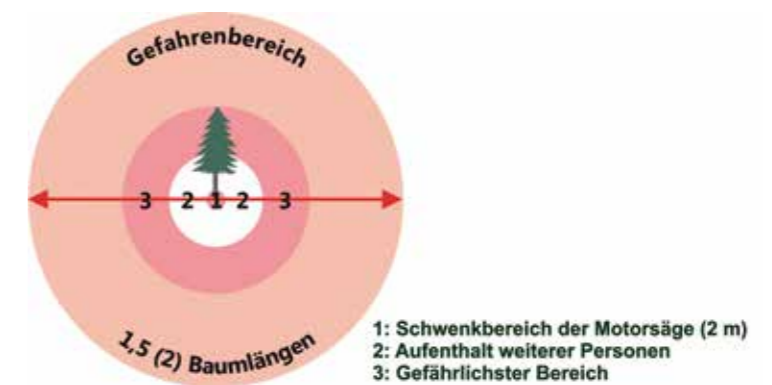 Gefahrenbereich
3 2 1 2 3
1,5 (2) Baumlängen
1: Schwenkbereich der Motorsäge (2 m)
2: Aufenthalt weiterer Personen
3: Gefährlichster Bereich